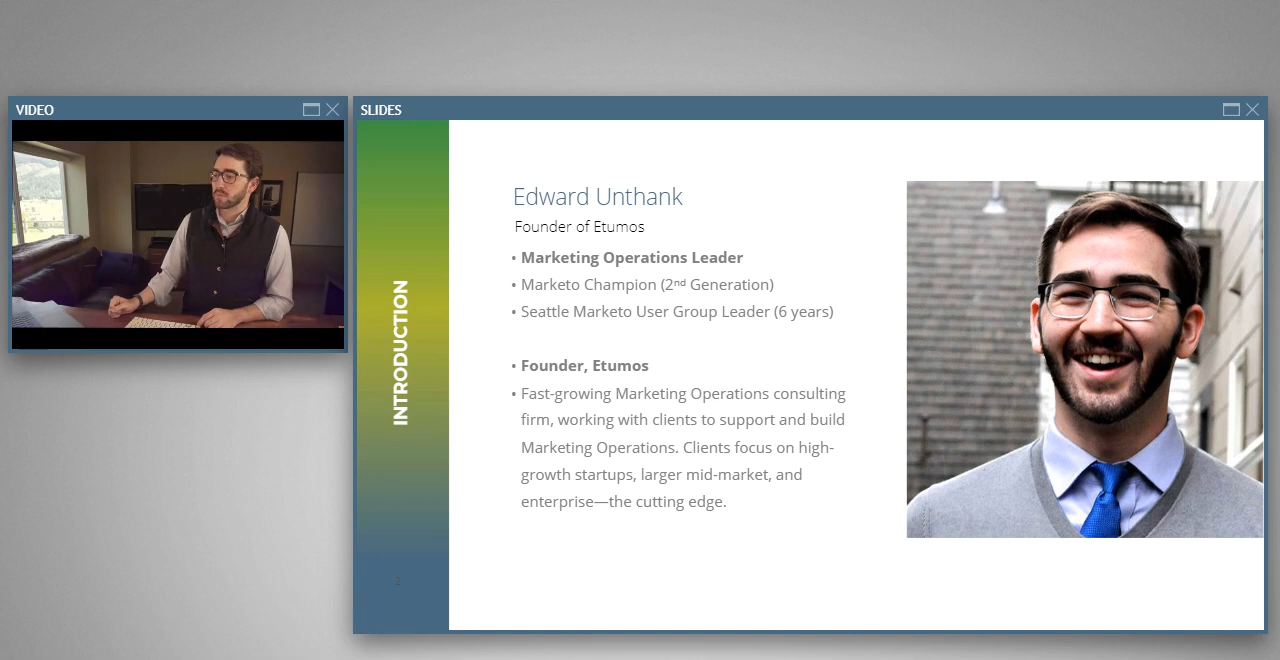 VIDEO
SLIDES
INTRODUCTION
Edward Unthank
Founder of Etumos
• Marketing Operations Leader
• Marketo Champion (2nd Generation)
• Seattle Marketo User Group Leader (6 years)
• Founder, Etumos
• Fast-growing Marketing Operations consulting
firm, working with clients to support and build
Marketing Operations. Clients focus on high-
growth startups, larger mid-market, and
enterprise—the cutting edge.
2